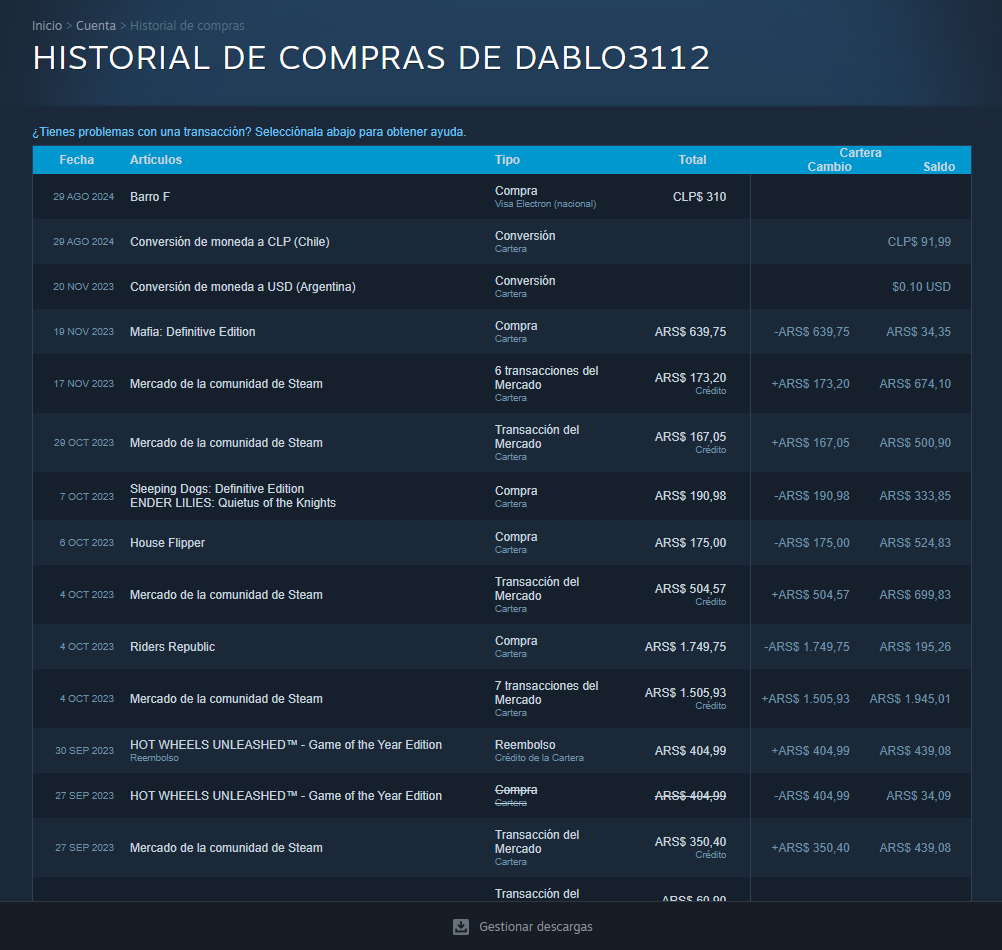 Inicio > Cuenta > Historial de compras
HISTORIAL DE COMPRAS DE DABLO3112
¿Tienes problemas con una transacción? Selecciónala abajo para obtener ayuda.
Fecha Artículos Tipo Total Cartera
Cambio Saldo
29 AGO 2024 Barro F Compra CLP$ 310
Visa Electron (nacional)
29 AGO 2024 Conversión de moneda a CLP (Chile) Conversión CLP$ 91,99
Cartera
20 NOV 2023 Conversión de moneda a USD (Argentina) Conversión $0.10 USD
Cartera
19 NOV 2023 Mafia: Definitive Edition Compra ARS$ 639,75 -ARS$ 639,75 ARS$ 34,35
Cartera
17 NOV 2023 Mercado de la comunidad de Steam 6 transacciones del ARS$ 173,20 +ARS$ 173,20 ARS$ 674,10
Mercado Crédito
Cartera
29 OCT 2023 Mercado de la comunidad de Steam Transacción del ARS$ 167,05 +ARS$ 167,05 ARS$ 500,90
Mercado Crédito
Cartera
7 OCT 2023 Sleeping Dogs: Definitive Edition Compra ARS$ 190,98 -ARS$ 190,98 ARS$ 333,85
ENDER LILIES: Quietus of the Knights Cartera
6 OCT 2023 House Flipper Compra ARS$ 175,00 -ARS$ 175,00 ARS$ 524,83
Cartera
4 OCT 2023 Mercado de la comunidad de Steam Transacción del ARS$ 504,57 +ARS$ 504,57 ARS$ 699,83
Mercado Crédito
Cartera
4 OCT 2023 Riders Republic Compra ARS$ 1.749,75 -ARS$ 1.749,75 ARS$ 195,26
Cartera
4 OCT 2023 Mercado de la comunidad de Steam 7 transacciones del ARS$ 1.505,93 +ARS$ 1.505,93 ARS$ 1.945,01
Mercado Crédito
Cartera
30 SEP 2023 HOT WHEELS UNLEASHED™ - Game of the Year Edition Reembolso ARS$ 404,99 +ARS$ 404,99 ARS$ 439,08
Reembolso Crédito de la Cartera
27 SEP 2023 HOT WHEELS UNLEASHED™ - Game of the Year Edition Compra ARS$ 404,99 -ARS$ 404,99 ARS$ 34,09
Cartera
27 SEP 2023 Mercado de la comunidad de Steam Transacción del ARS$ 350,40 +ARS$ 350,40 ARS$ 439,08
Mercado Crédito
Cartera
Transacción del ARS$ 60,90
Gestionar descargas